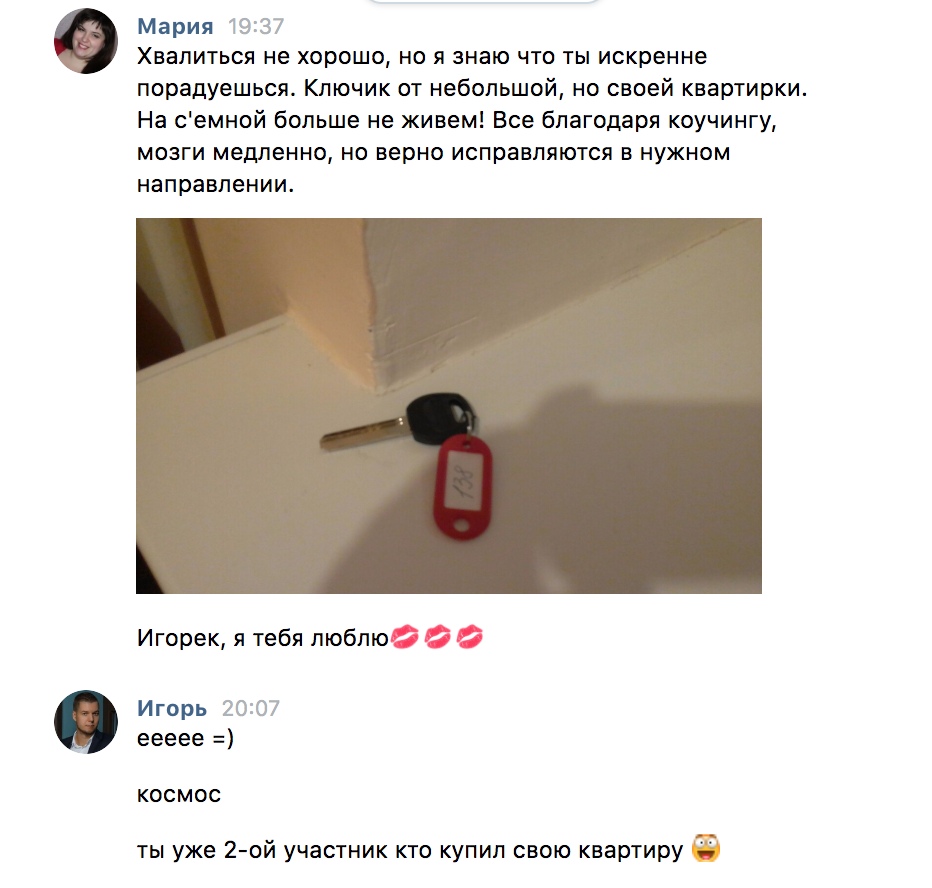 Мария 19:37
Хвалиться не хорошо, но я знаю что ты искренне
порадуешься. Ключик от небольшой, но своей квартирки.
На с'емной больше не живем! Все благодаря коучингу,
мозги медленно, но верно исправляются в нужном
направлении.
138
Игорек, я тебя люблю💋💋💋
Игорь 20:07
еееее =)
космос
ты уже 2-ой участник кто купил свою квартиру 😀